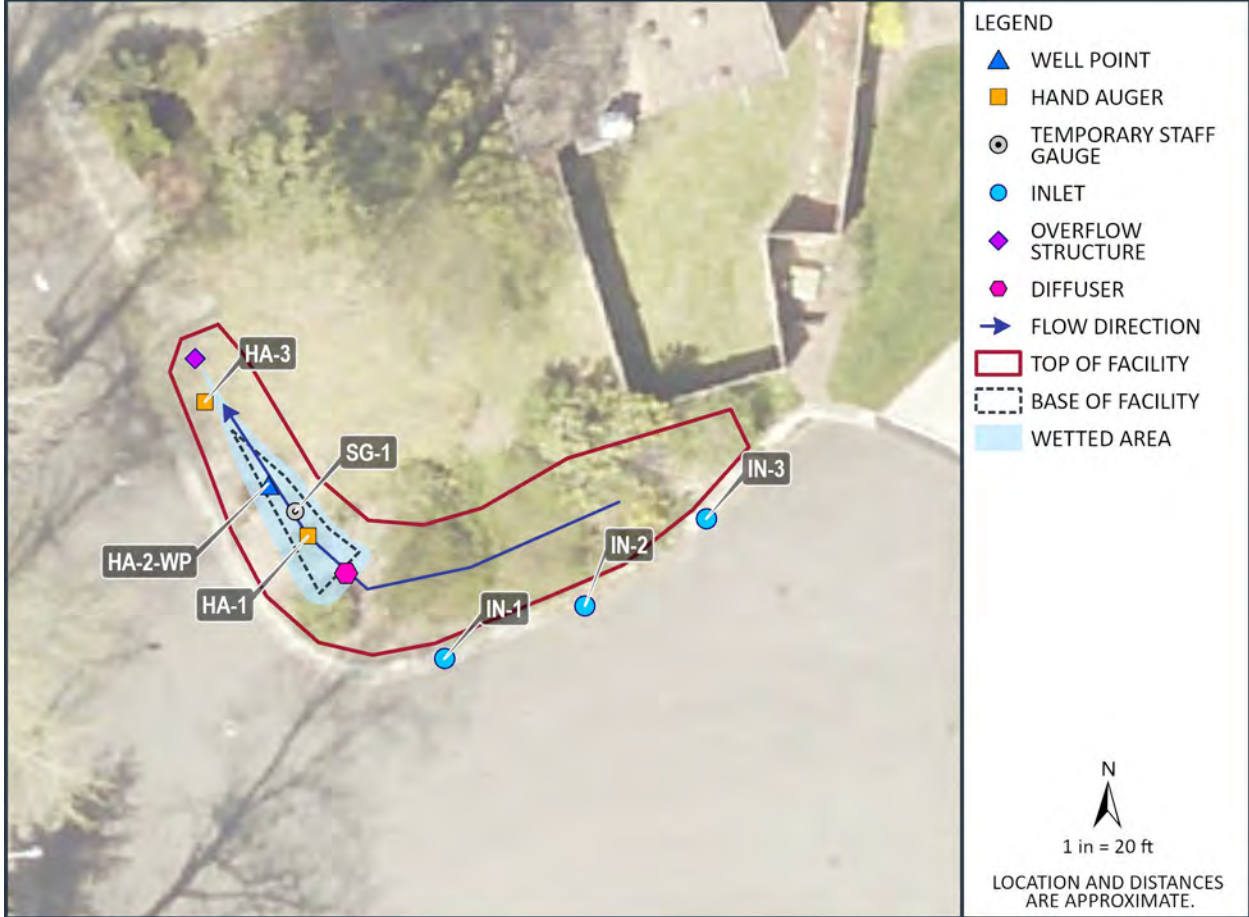 HA-3
SG-1
HA-2-WP
HA-1
IN-1
IN-2
IN-3
LEGEND
WELL POINT
HAND AUGER
TEMPORARY STAFF
GAUGE
INLET
OVERFLOW
STRUCTURE
DIFFUSER
FLOW DIRECTION
TOP OF FACILITY
BASE OF FACILITY
WETTED AREA
N
1 in = 20 ft
LOCATION AND DISTANCES
ARE APPROXIMATE.